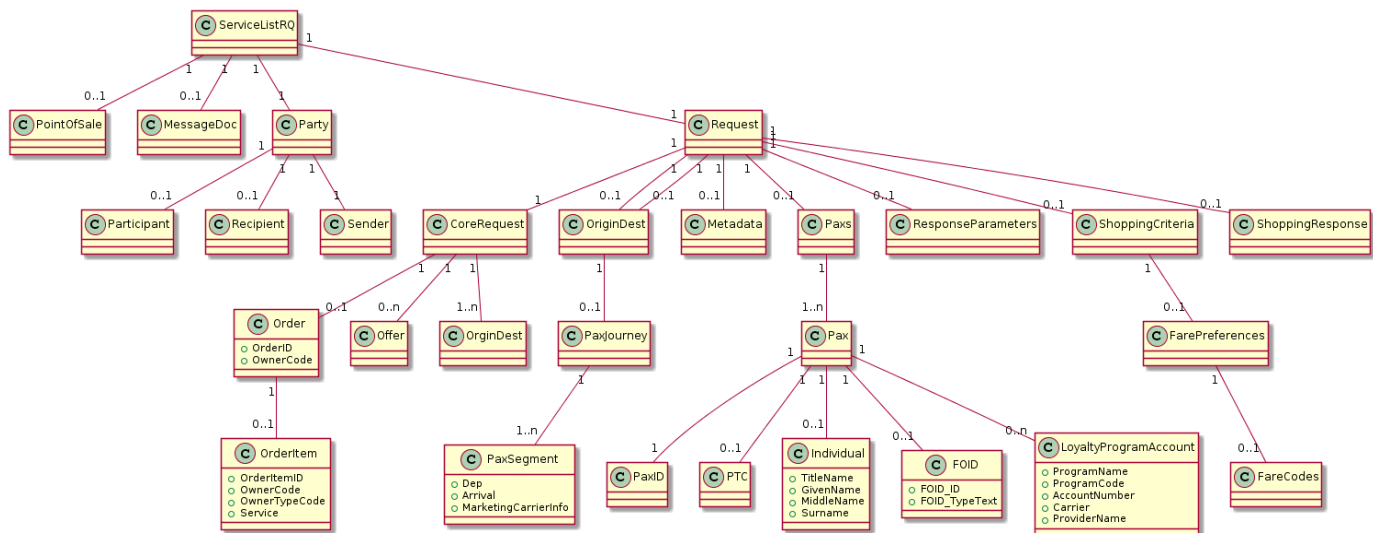 C ServiceListRQ
1
1
1
1
0..1
0..1
1
1
C PointOfSale
C MessageDoc
C Party
C Request
1
1
1
1
1
1
1
1
1
1
1
0..1
0..1
1
1
0..1
0..1
0..1
0..1
0..1
0..1
0..1
C Participant
C Recipient
C Sender
C CoreRequest
C OriginDest
C Metadata
C Paxs
C ResponseParameters
C ShoppingCriteria
C ShoppingResponse
1
1
1
1
1
1
0..1
0..n
1..n
0..1
1..n
0..1
C Order
OrderID
OwnerCode
C Offer
C OrginDest
C PaxJourney
C Pax
C FarePreferences
1
1
1
1
1
1
1
1
0..1
1..n
1
0..1
0..1
0..1
0..n
0..1
C OrderItem
OrderItemID
OwnerCode
OwnerTypeCode
Service
C PaxSegment
Dep
Arrival
MarketingCarrierInfo
C PaxID
C PTC
C Individual
TitleName
GivenName
MiddleName
Surname
C FOID
FOID_ID
FOID_TypeText
C LoyaltyProgramAccount
ProgramName
ProgramCode
AccountNumber
Carrier
ProviderName
C FareCodes